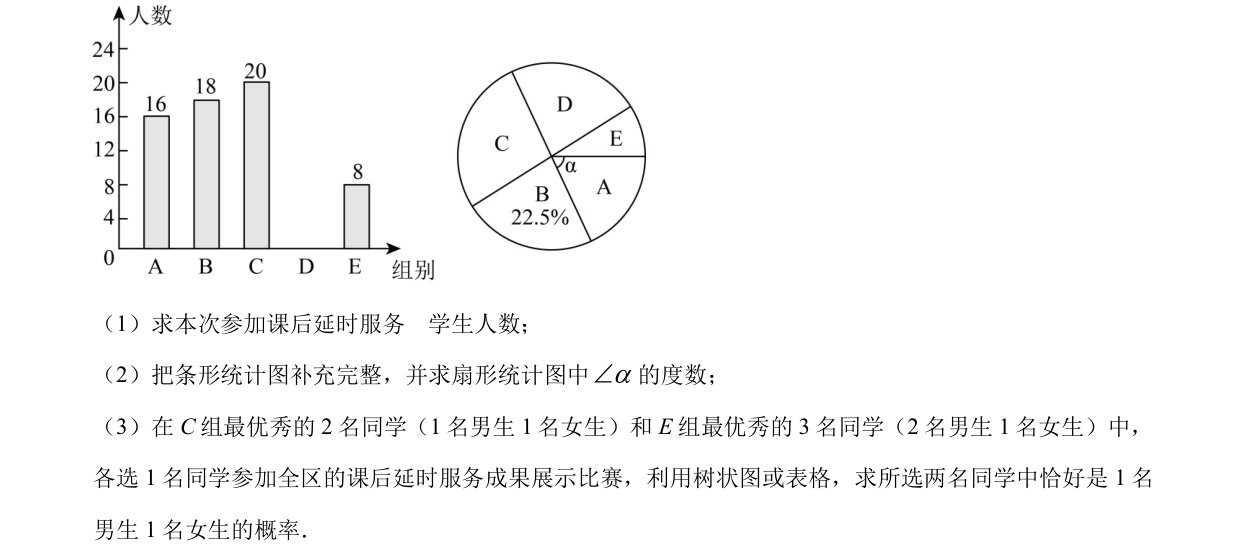 人数
24
20
16
12
8
4
0
16
18
20
8
A
B
C
D
E
组别
D
C
E
α
A
B
22.5%
（1）求本次参加课后延时服务 学生人数；
（2）把条形统计图补充完整，并求扇形统计图中∠α的度数；
（3）在 C 组最优秀的 2 名同学（1 名男生 1 名女生）和 E 组最优秀的 3 名同学（2 名男生 1 名女生）中，
各选 1 名同学参加全区的课后延时服务成果展示比赛，利用树状图或表格，求所选两名同学中恰好是 1 名
男生 1 名女生的概率．